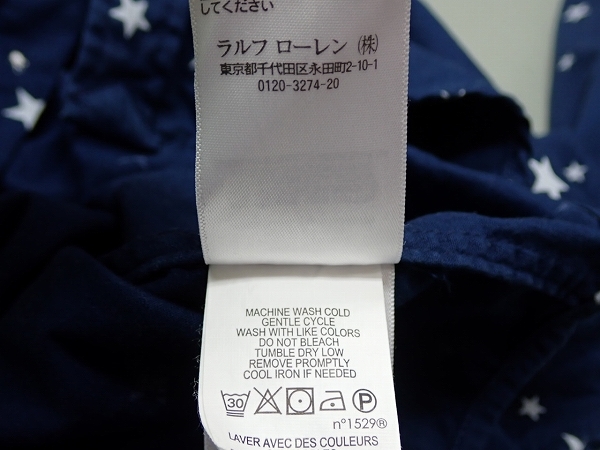 してください
ラルフ ローレン ㈱
東京都千代田区永田町2-10-1
0120-3274-20
MACHINE WASH COLD
GENTLE CYCLE
WASH WITH LIKE COLORS
DO NOT BLEACH
TUMBLE DRY LOW
REMOVE PROMPTLY
COOL IRON IF NEEDED
30 P
n°1529®
LAVER AVEC DES COULEURS